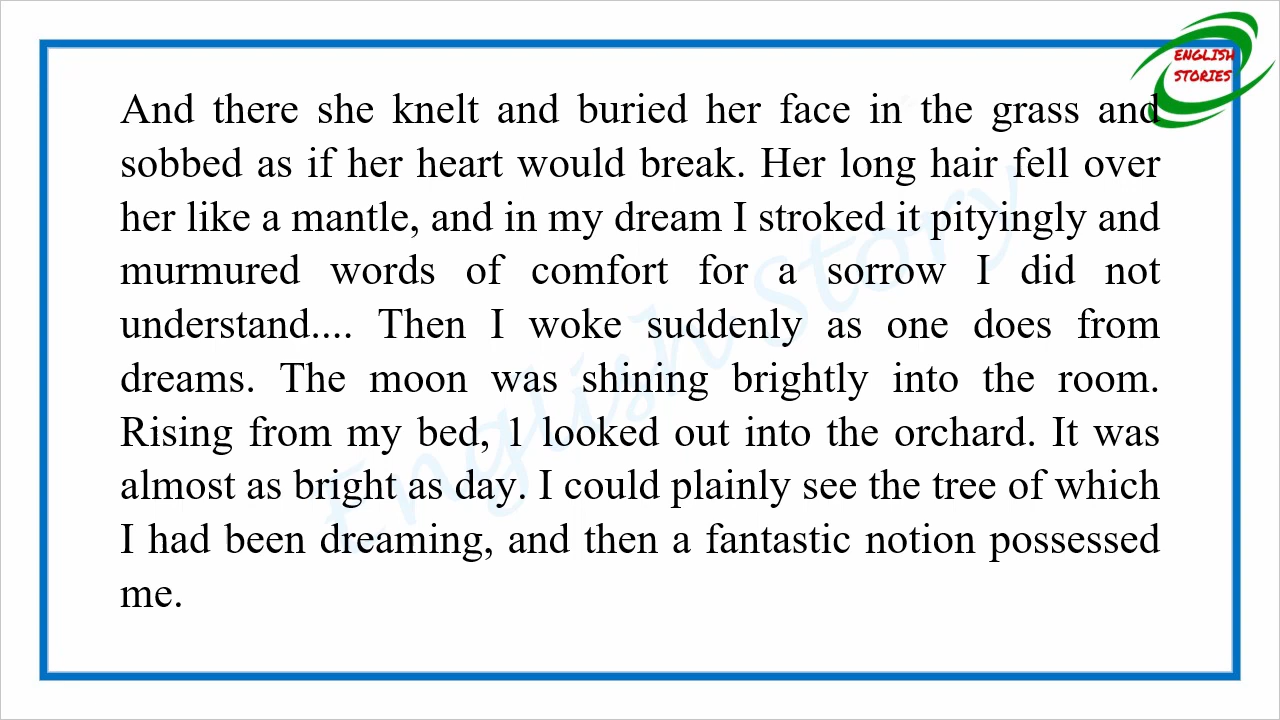 ENGLISH
STORIES
And there she knelt and buried her face in the grass and
sobbed as if her heart would break. Her long hair fell over
her like a mantle, and in my dream I stroked it pityingly and
murmured words of comfort for a sorrow I did not
understand.... Then I woke suddenly as one does from
dreams. The moon was shining brightly into the room.
Rising from my bed, 1 looked out into the orchard. It was
almost as bright as day. I could plainly see the tree of which
I had been dreaming, and then a fantastic notion possessed
me.
English Story